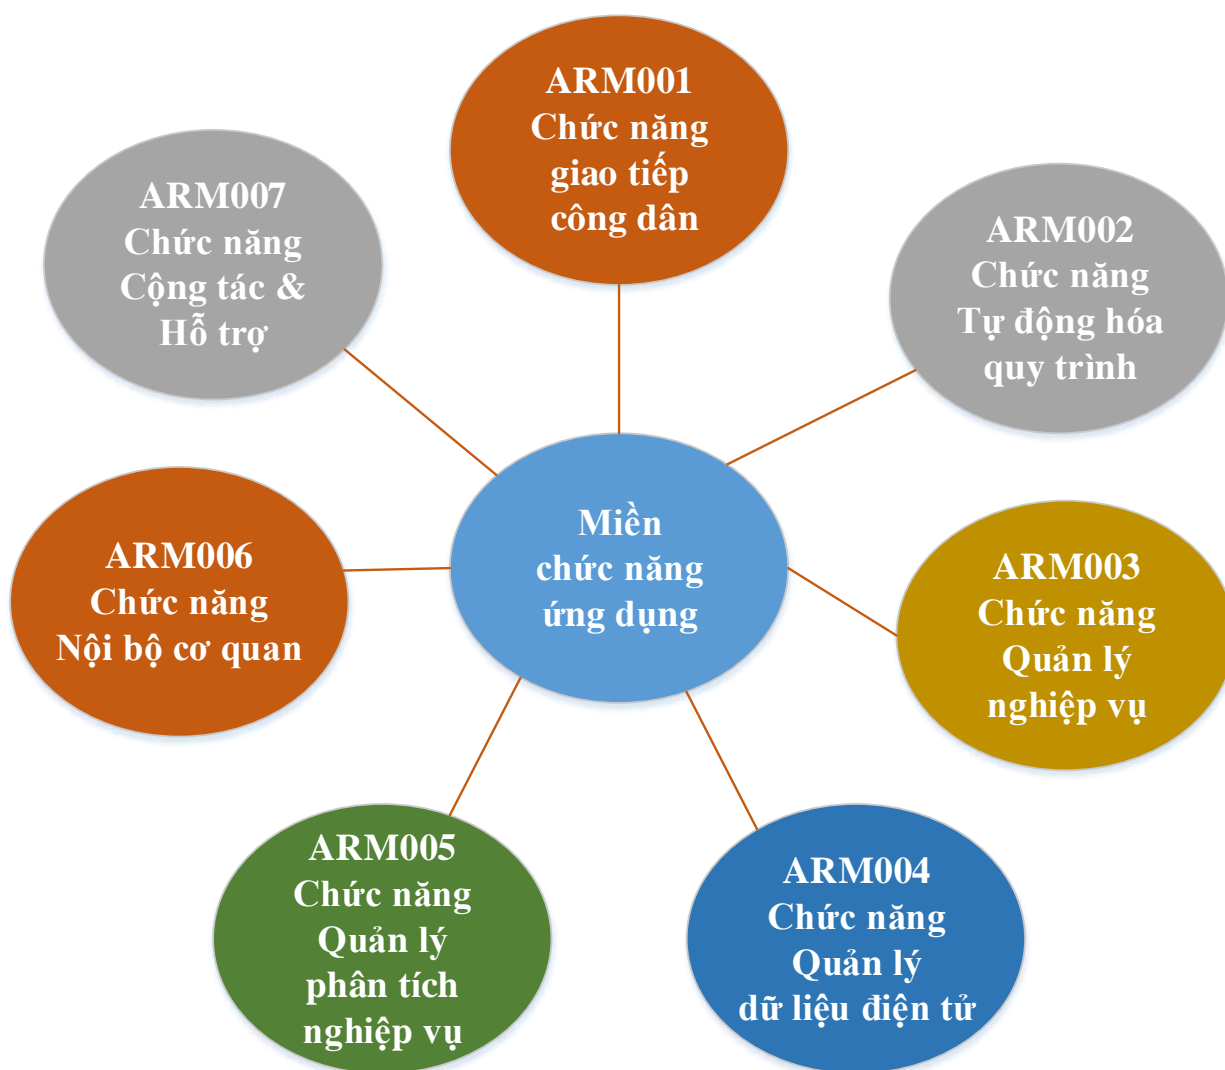 ARM001
Chức năng
giao tiếp
công dân
ARM002
Chức năng
Tự động hóa
quy trình
ARM003
Chức năng
Quản lý
nghiệp vụ
ARM004
Chức năng
Quản lý
dữ liệu điện tử
ARM005
Chức năng
Quản lý
phân tích
nghiệp vụ
ARM006
Chức năng
Nội bộ cơ quan
ARM007
Chức năng
Cộng tác &
Hỗ trợ
Miền
chức năng
ứng dụng